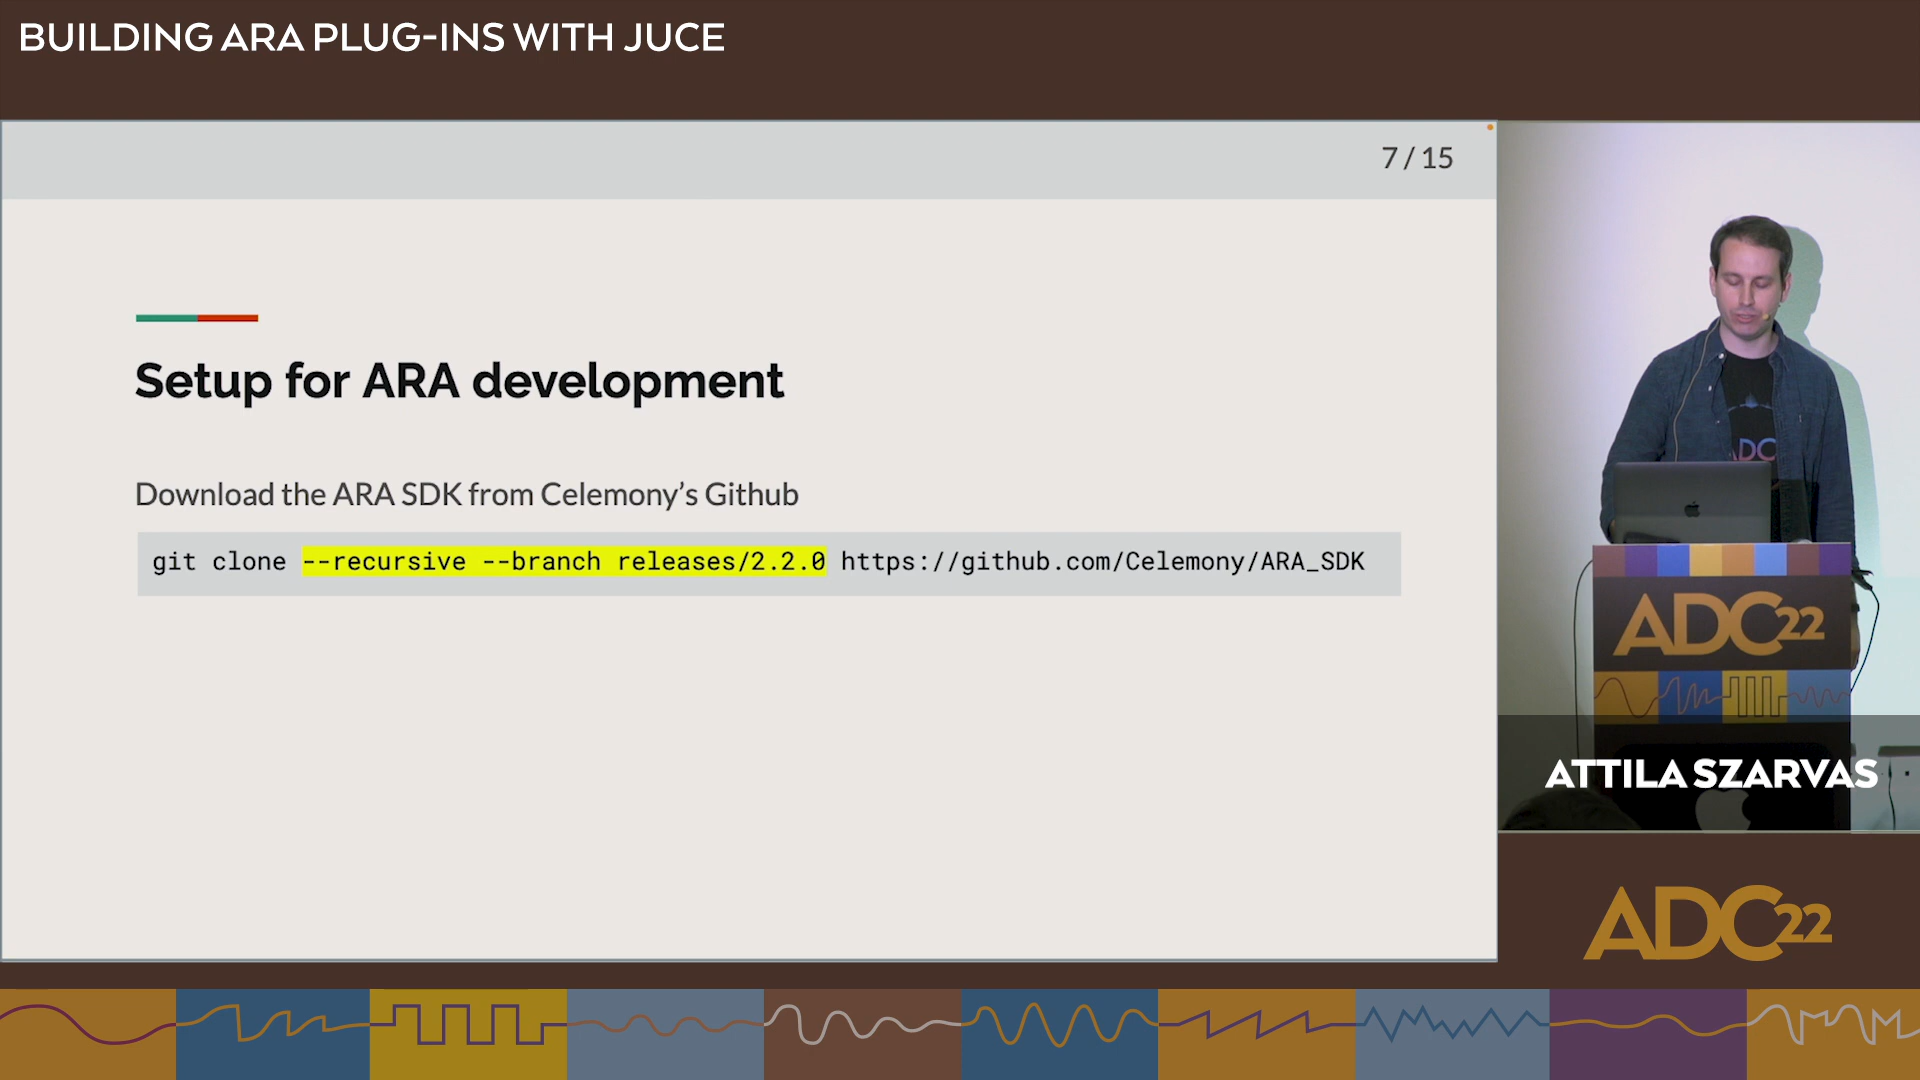 BUILDING ARA PLUG-INS WITH JUCE
7 / 15
Setup for ARA development
Download the ARA SDK from Celemony’s Github
git clone --recursive --branch releases/2.2.0 https://github.com/Celemony/ARA_SDK
ADC
ADC22
ATTILA SZARVAS
ADC22